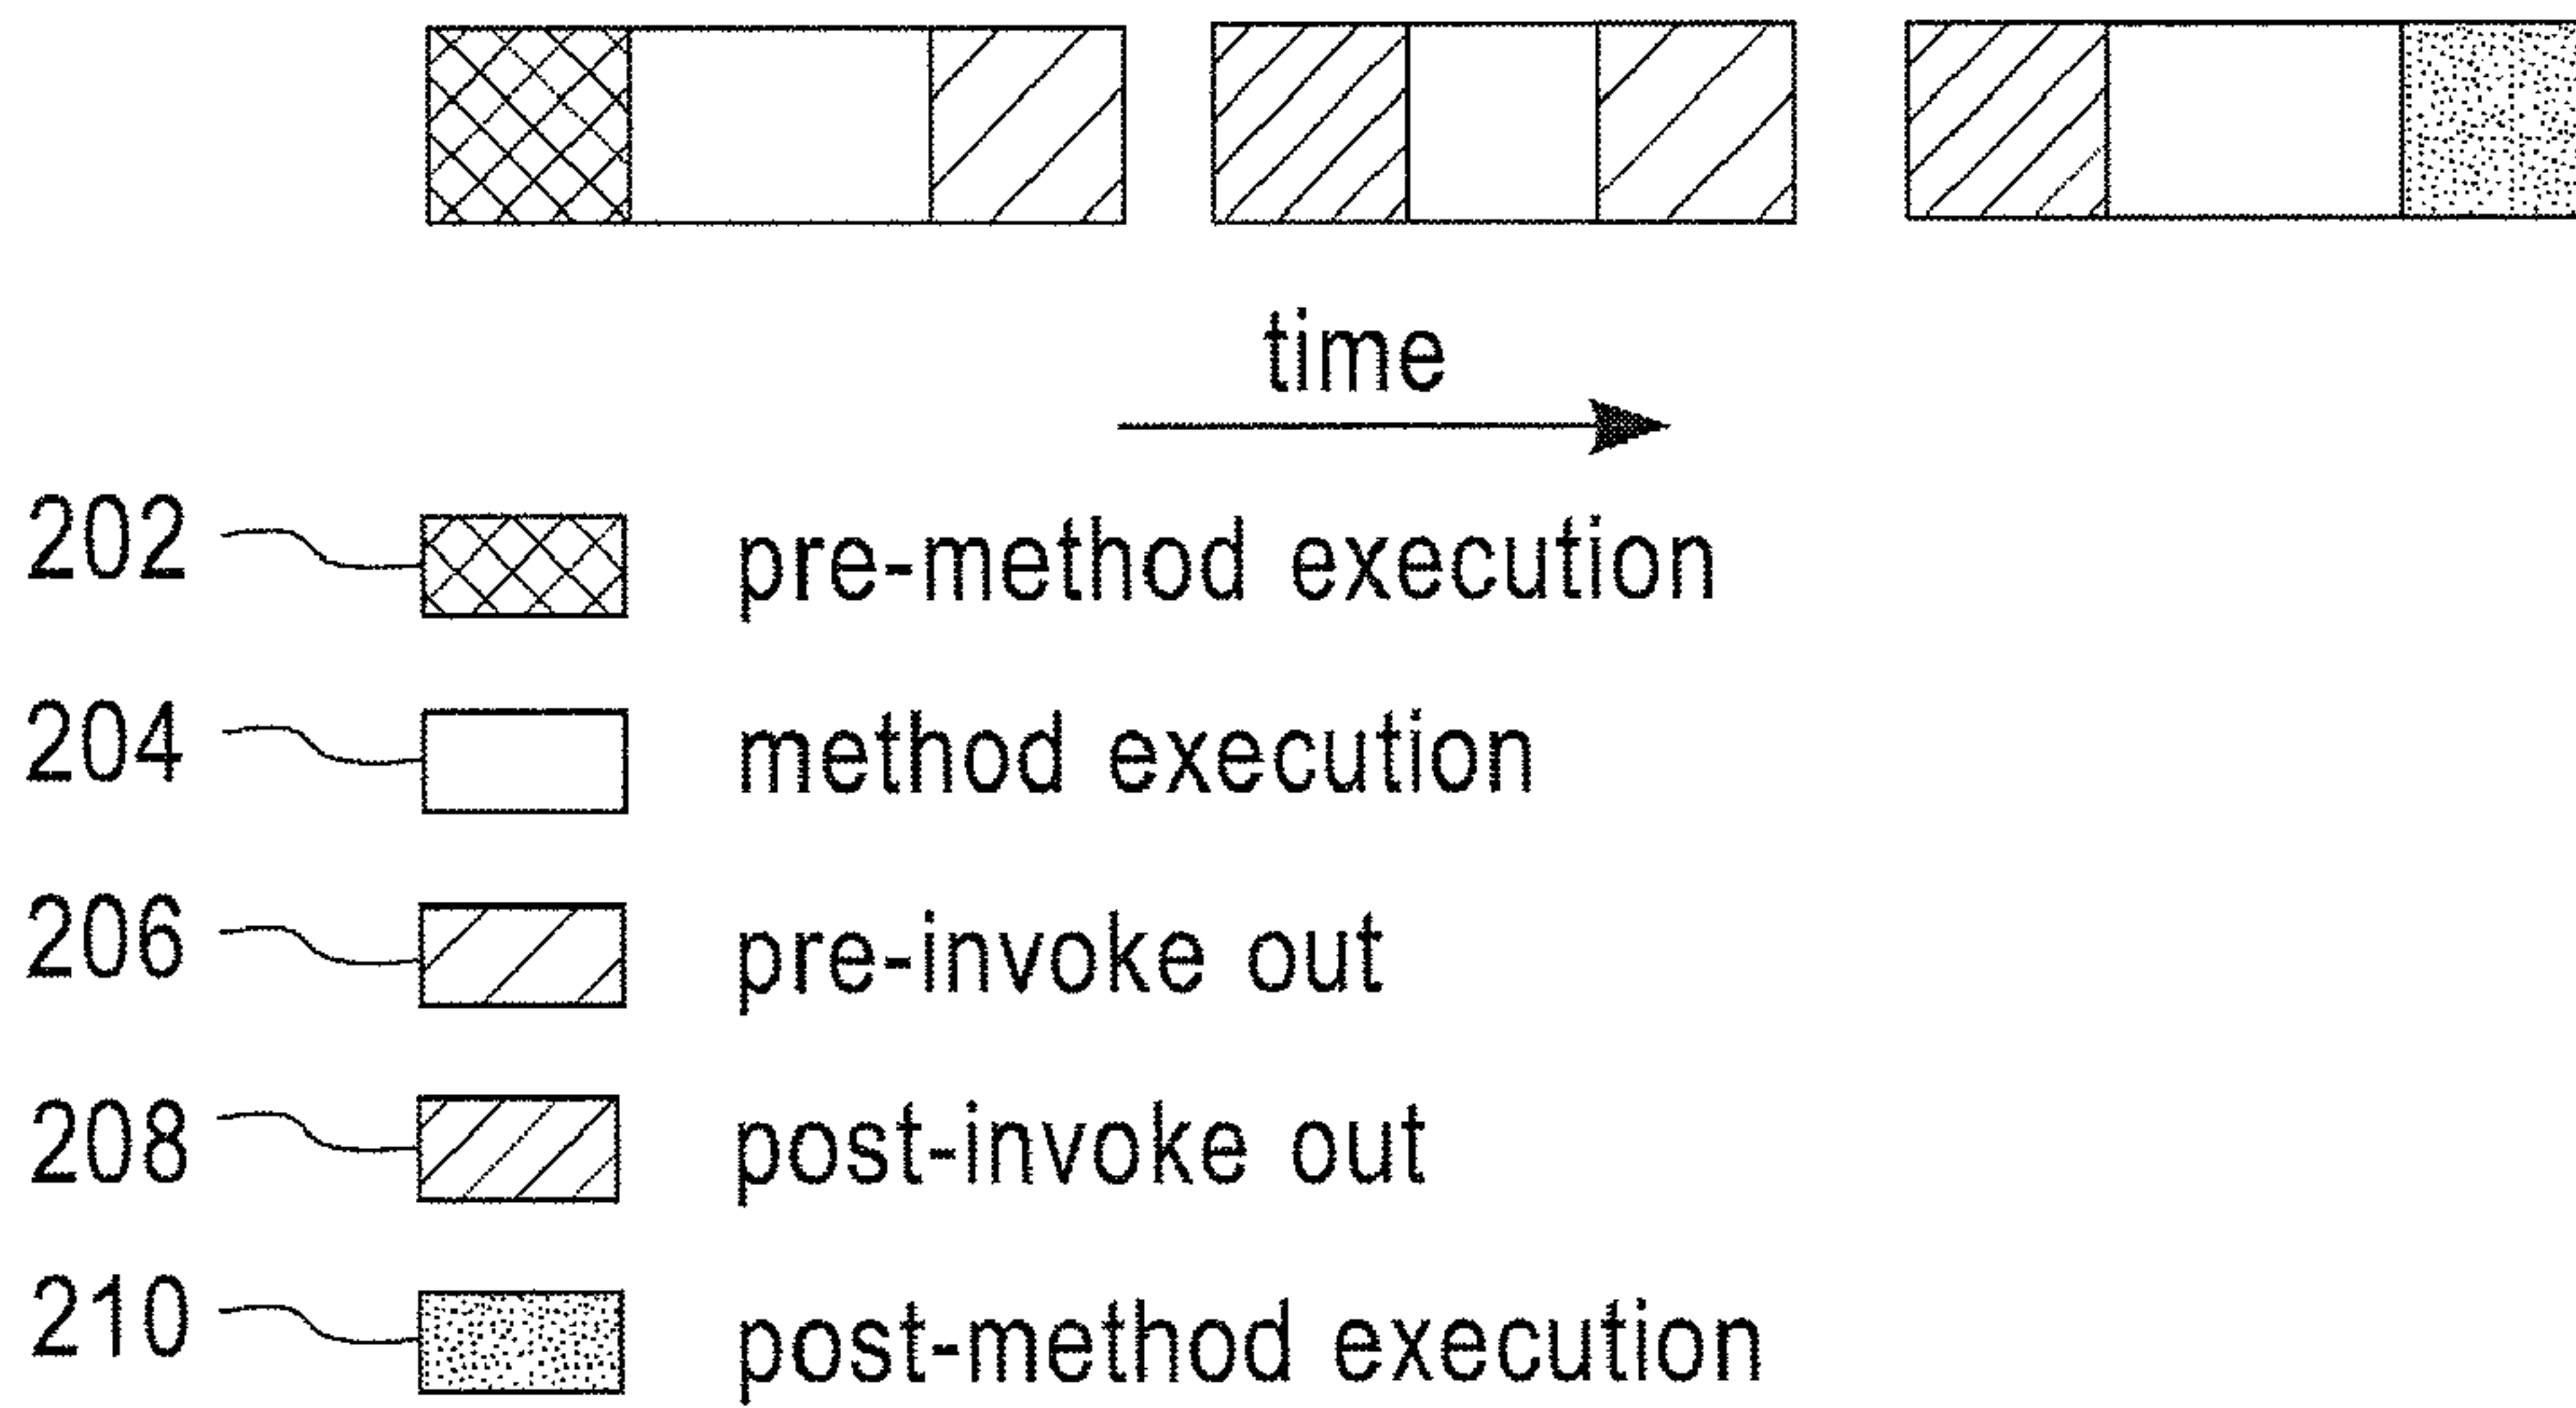 time
202 pre-method execution
204 method execution
206 pre-invoke out
208 post-invoke out
210 post-method execution